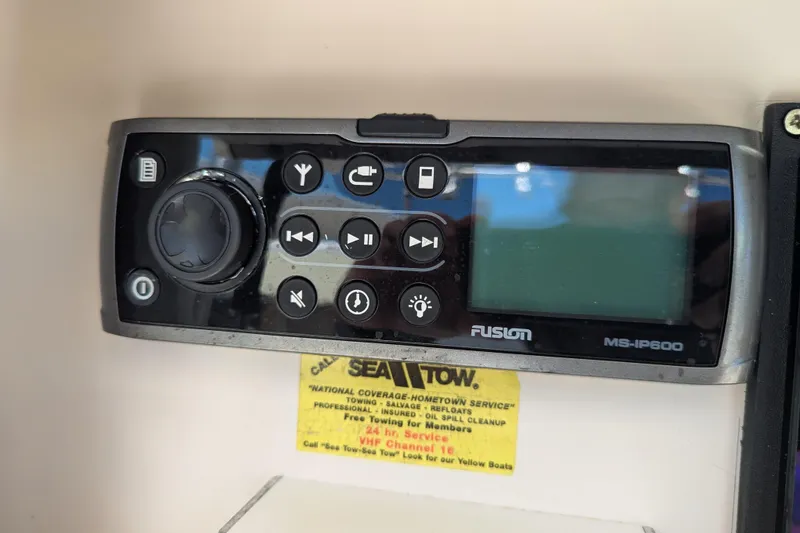 FUSION
MS-IP600
CALL
SEA TOW.
"NATIONAL COVERAGE-HOMETOWN SERVICE"
TOWING - SALVAGE - REFLOATS
PROFESSIONAL - INSURED - OIL SPILL CLEANUP
Free Towing for Members
24 hr. Service
VHF Channel 16
Call "Sea Tow-Sea Tow" Look for our Yellow Boats